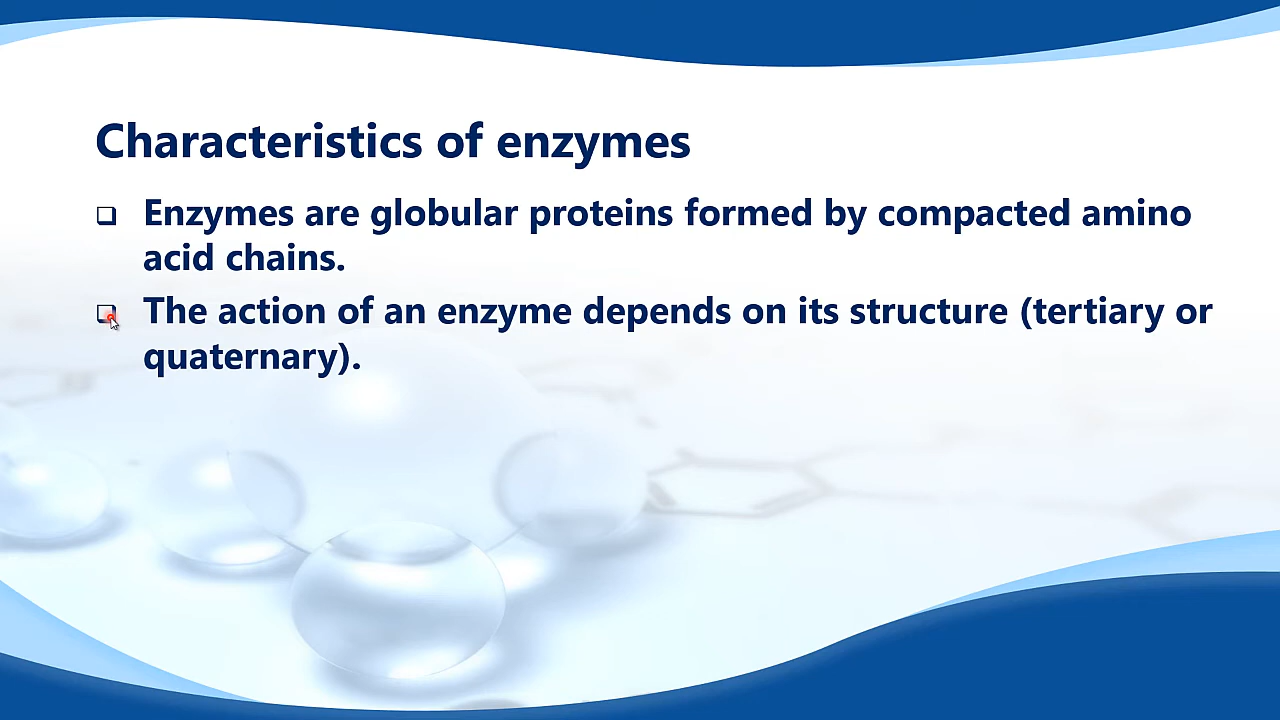 Characteristics of enzymes
❑ Enzymes are globular proteins formed by compacted amino
acid chains.
❑ The action of an enzyme depends on its structure (tertiary or
quaternary).